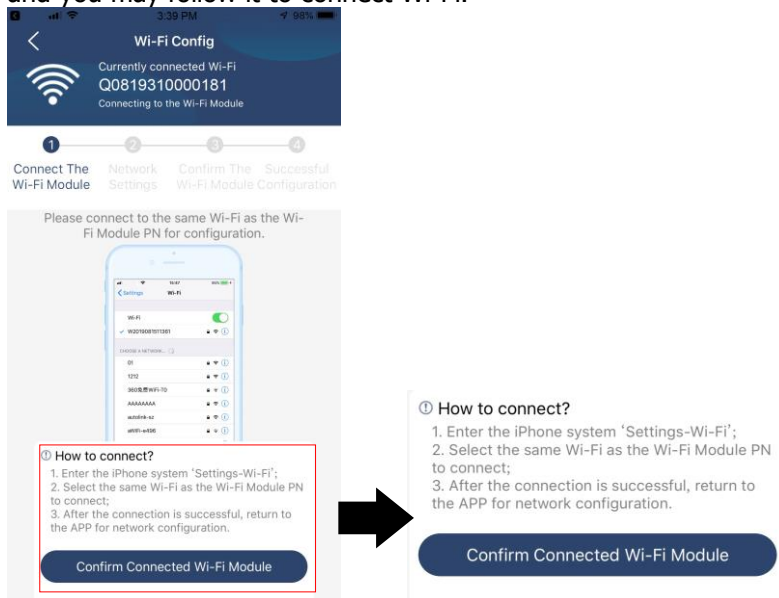 and you may follow it to connect Wi-Fi.
3:39 PM
98%
Wi-Fi Config
Currently connected Wi-Fi
Q0819310000181
Connecting to the Wi-Fi Module
1
2
3
4
Connect The
Wi-Fi Module
Network
Settings
Confirm The
Wi-Fi Module
Successful
Configuration
Please connect to the same Wi-Fi as the Wi-
Fi Module PN for configuration.
Settings
Wi-Fi
Wi-Fi
CHOOSE A NETWORK...
01
1212
AAAAAAAA
autolink-sz
How to connect?
1. Enter the iPhone system ‘Settings-Wi-Fi’;
2. Select the same Wi-Fi as the Wi-Fi Module PN
to connect;
3. After the connection is successful, return to
the APP for network configuration.
Confirm Connected Wi-Fi Module
How to connect?
1. Enter the iPhone system ‘Settings-Wi-Fi’;
2. Select the same Wi-Fi as the Wi-Fi Module PN
to connect;
3. After the connection is successful, return to
the APP for network configuration.
Confirm Connected Wi-Fi Module